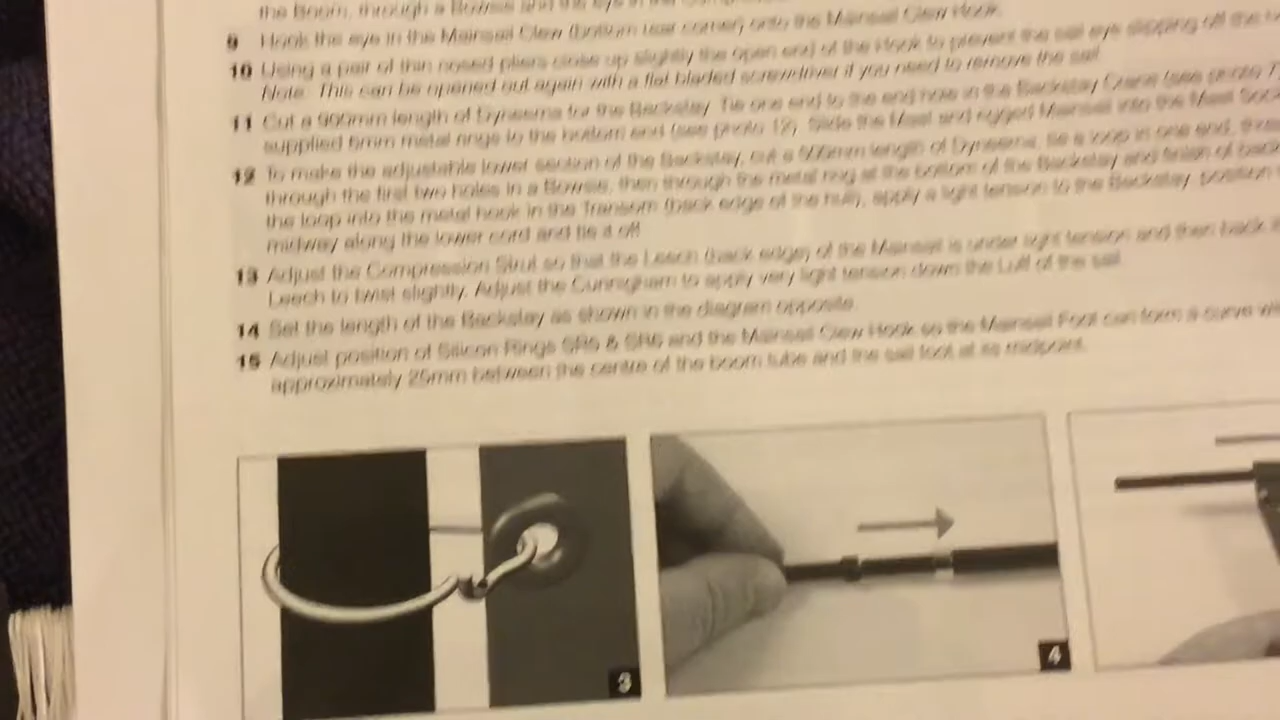 the Boom, through a Bowsie and the eye in the
9 Hook the eye in the Mainsail Clew (bottom rear corner) onto the Mainsail Clew Hook.
10 Using a pair of thin nosed pliers close up slightly the open end of the Hook to prevent the sail eye slipping off the
Note: This can be opened out again with a flat bladed screwdriver if you need to remove the sail.
11 Cut a 900mm length of Dyneema for the Backstay. Tie one end to the end hole in the Backstay Crane (see photo
supplied 6mm metal rings to the bottom end (see photo 12). Slide the Mast and rigged Mainsail into the Mast
12 To make the adjustable lower section of the Backstay, cut a length of Dyneema, tie a loop in one end,
through the first two holes in a Bowsie, then through the metal ring at the bottom of the Backstay and finish of back
the loop into the metal hook in the Transom (back edge of the hull), apply a light tension to the Backstay, position
midway along the lower cord and tie it off.
13 Adjust the Compression Strut so that the Leech (back edge) of the Mainsail is under light tension and then back
Leech to twist slightly. Adjust the Cunnigham to apply very light tension down the Luff of the sail.
14 Set the length of the Backstay as shown in the diagram opposite.
15 Adjust position of Silicon Rings SR5 & SR6 and the Mainsail Clew Hook so the Mainsail Foot can form a curve
approximately 25mm between the centre of the boom tube and the sail foot at its midpoint.
3
4